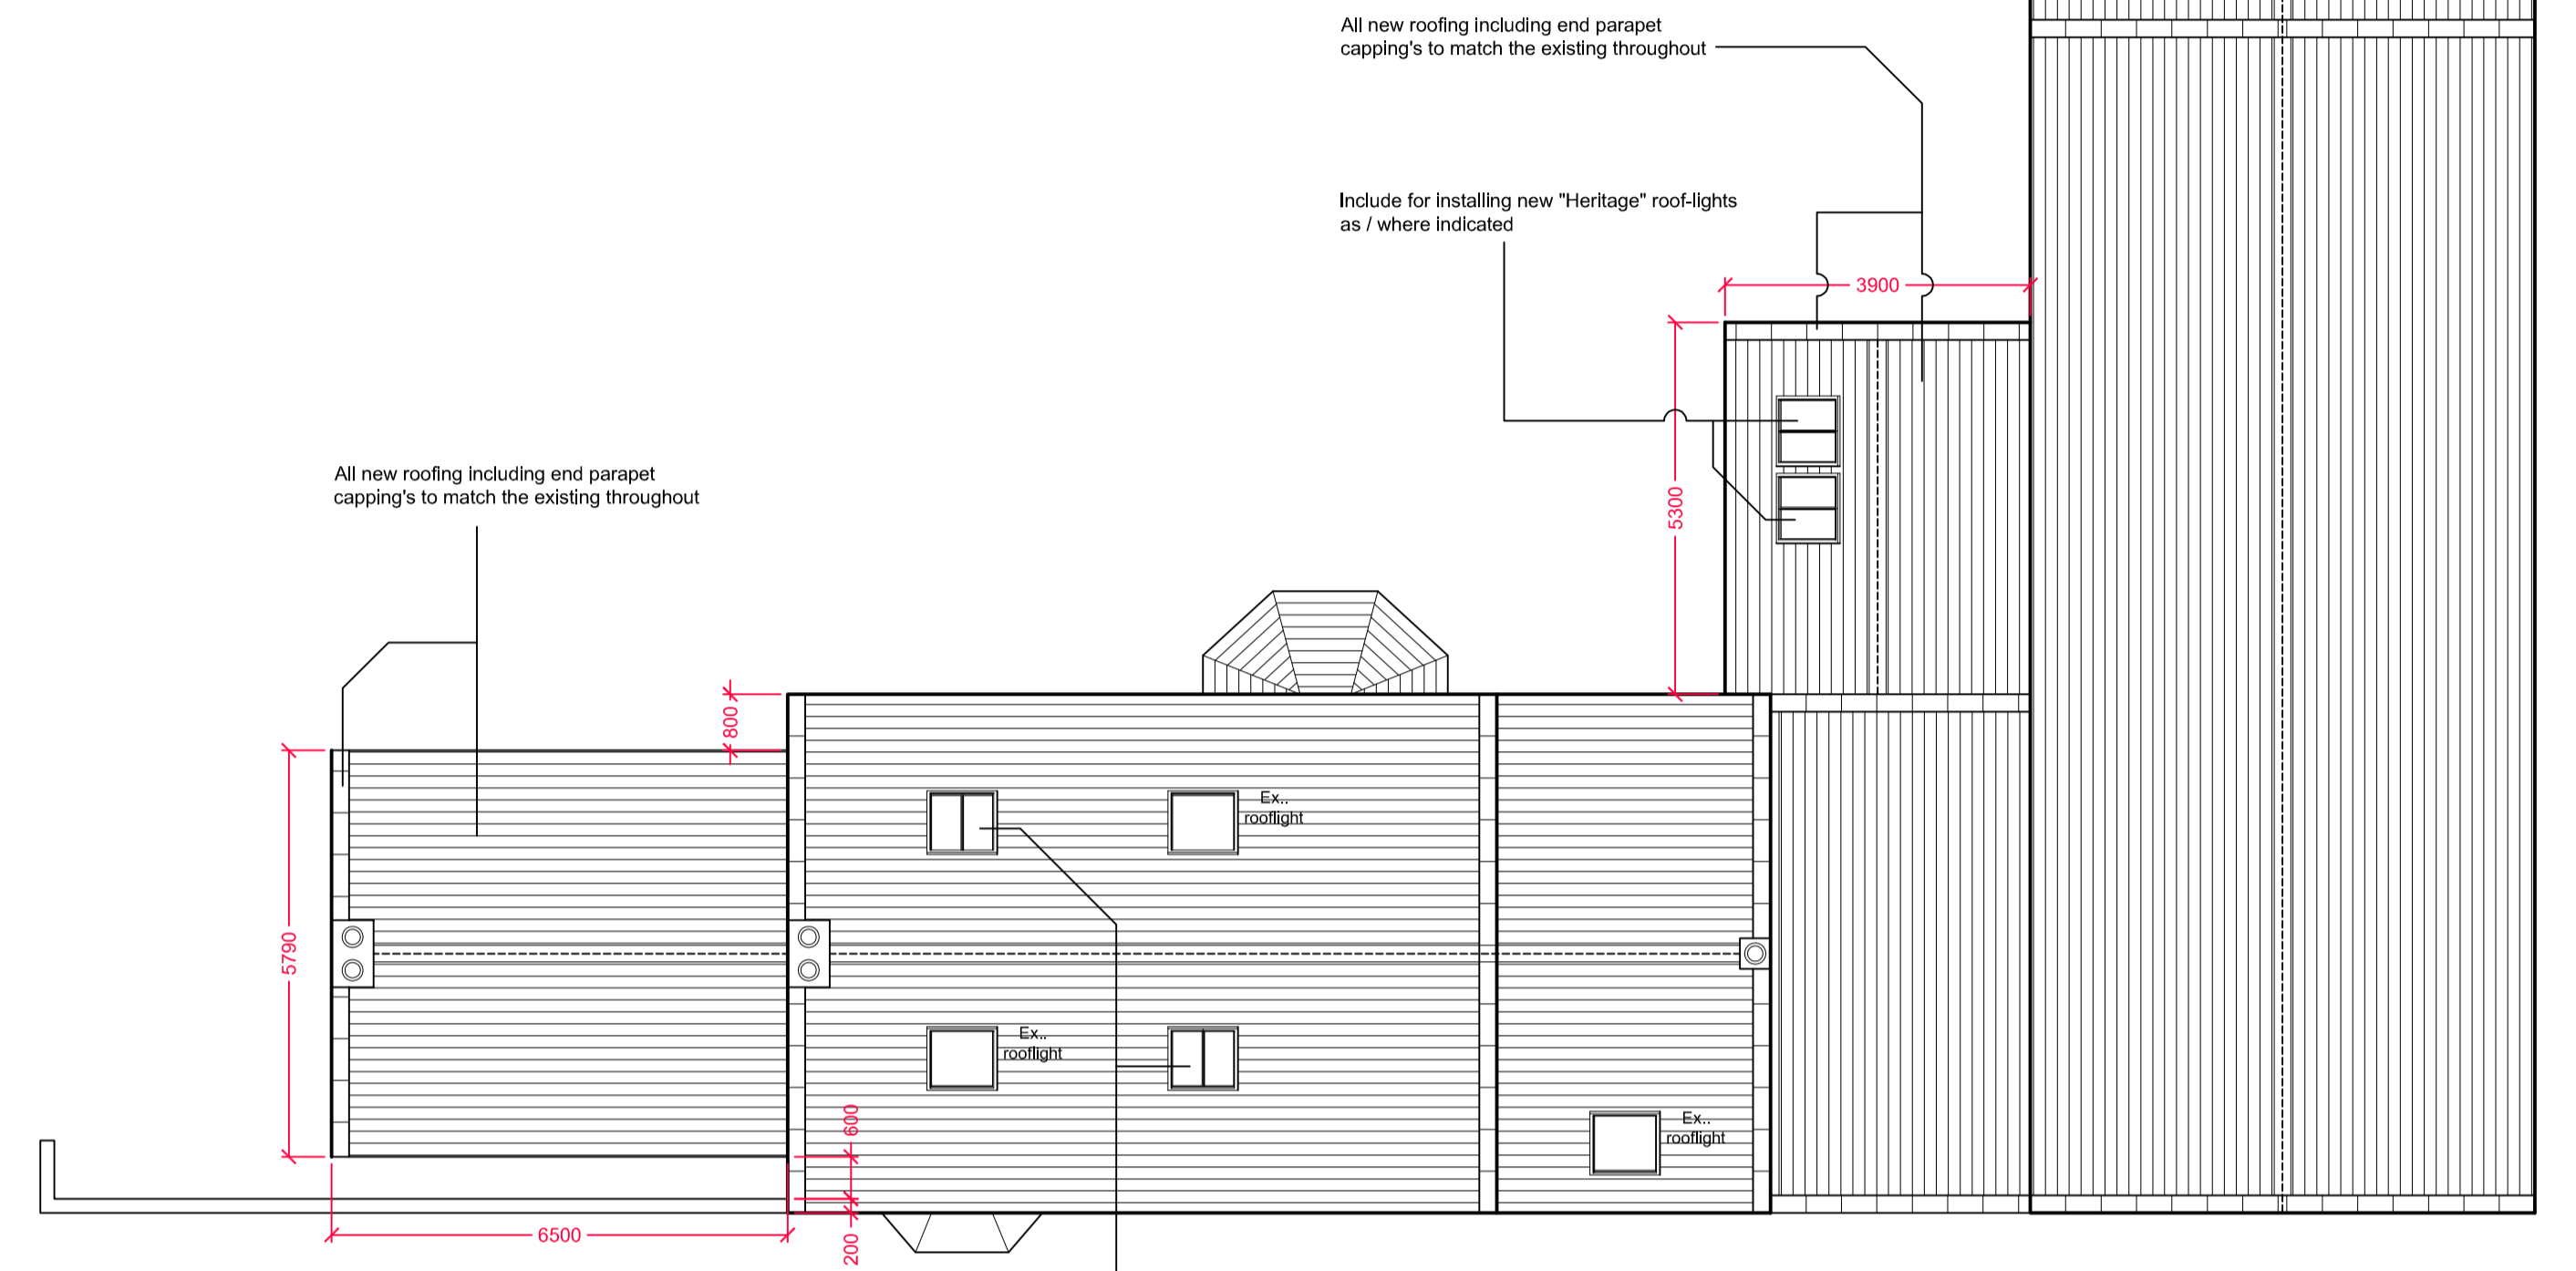 All new roofing including end parapet
capping's to match the existing throughout
Include for installing new "Heritage" roof-lights
as / where indicated
3900
5300
All new roofing including end parapet
capping's to match the existing throughout
800
Ex..
rooflight
5790
Ex..
rooflight
600
Ex..
rooflight
6500
200